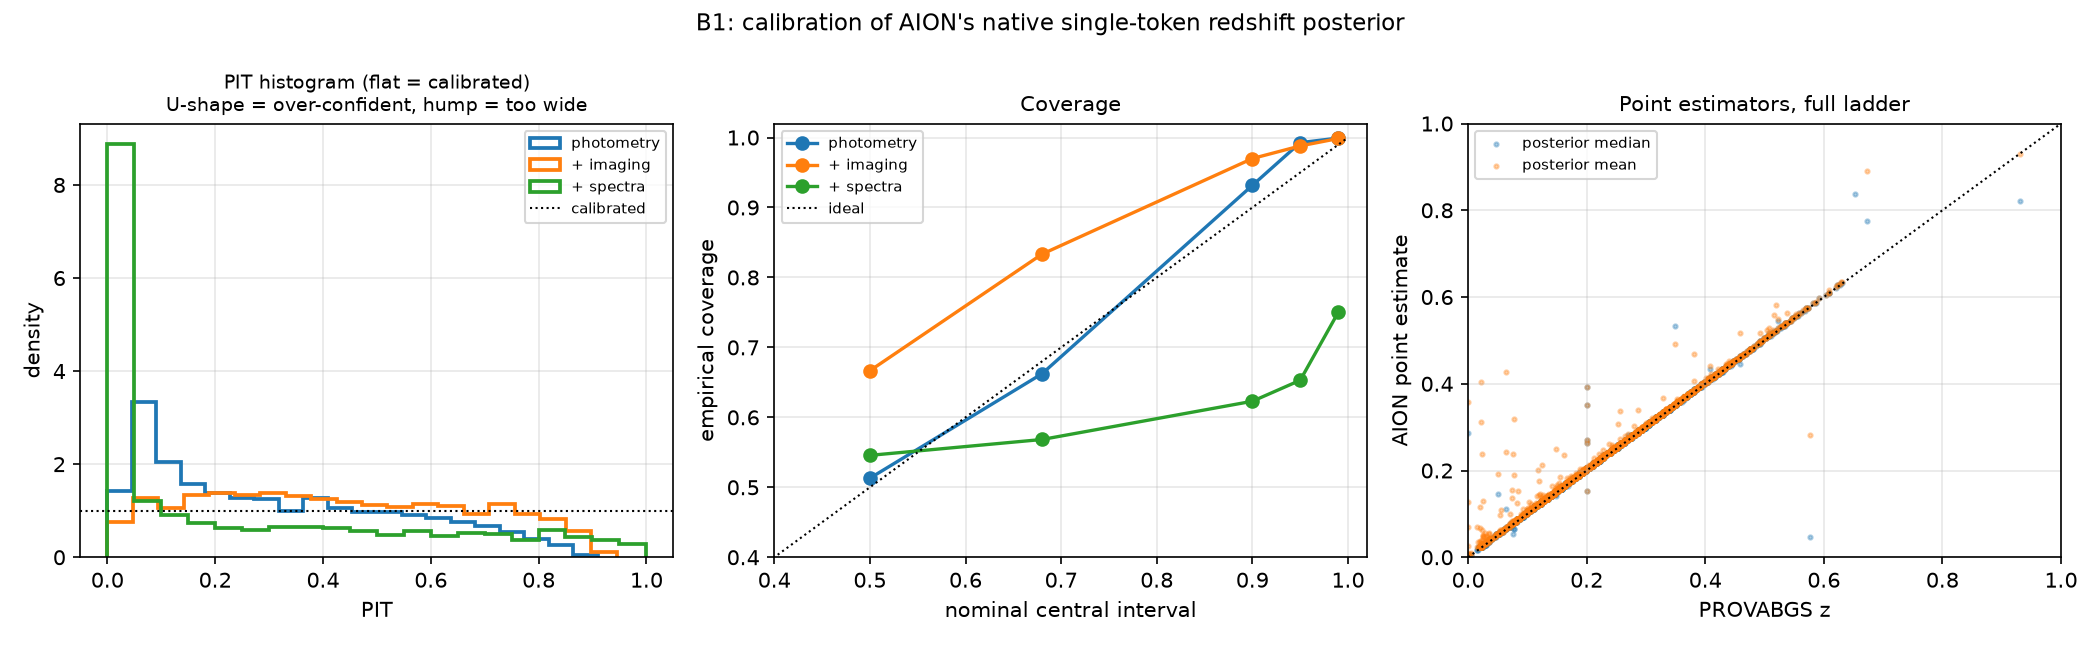 B1: calibration of AION's native single-token redshift posterior
PIT histogram (flat = calibrated)
U-shape = over-confident, hump = too wide
density
8
6
4
2
0
photometry
+ imaging
+ spectra
calibrated
0.0 0.2 0.4 0.6 0.8 1.0
PIT
Coverage
empirical coverage
1.0
0.9
0.8
0.7
0.6
0.5
0.4
photometry
+ imaging
+ spectra
ideal
0.4 0.5 0.6 0.7 0.8 0.9 1.0
nominal central interval
Point estimators, full ladder
AION point estimate
1.0
0.8
0.6
0.4
0.2
0.0
posterior median
posterior mean
0.0 0.2 0.4 0.6 0.8 1.0
PROVABGS z